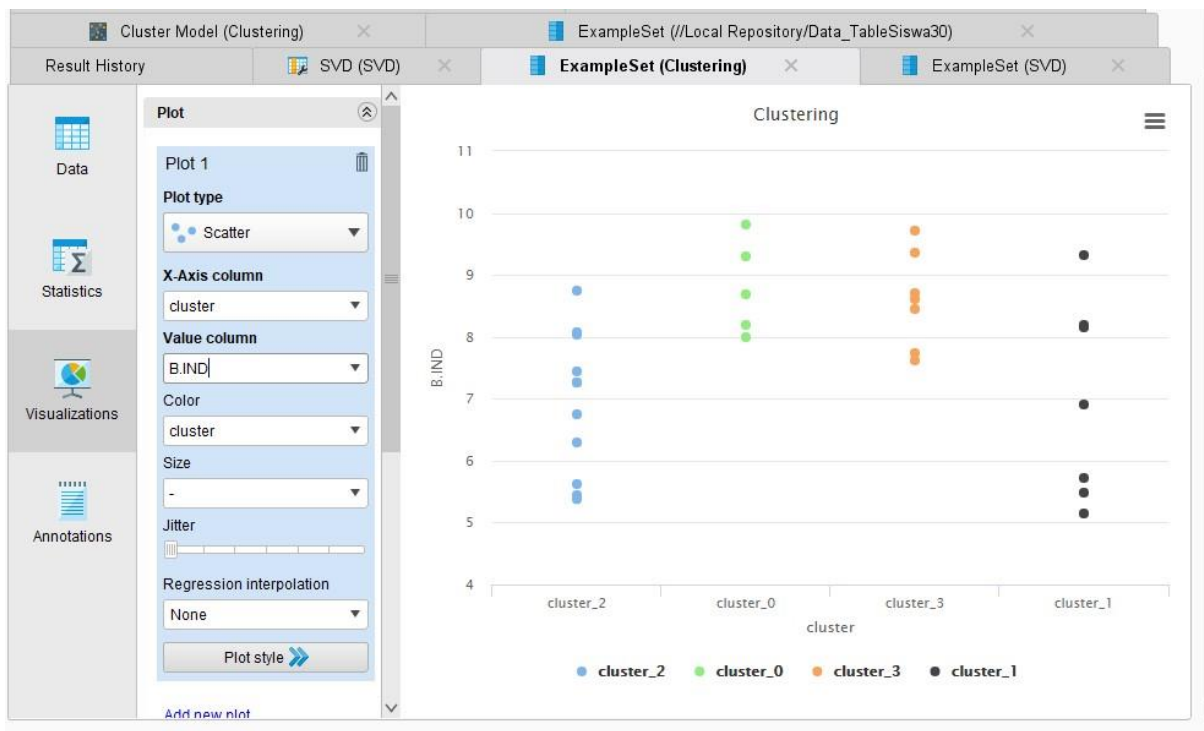 Cluster Model (Clustering)
ExampleSet (//Local Repository/Data_TableSiswa30)
Result History
SVD (SVD)
ExampleSet (Clustering)
ExampleSet (SVD)
Data
Statistics
Visualizations
Annotations
Plot
Plot 1
Plot type
Scatter
X-Axis column
cluster
Value column
B.IND
Color
cluster
Size
-
Jitter
Regression interpolation
None
Plot style
Add new plot
Clustering
11
10
9
8
7
6
5
4
B.IND
cluster_2 cluster_0 cluster_3 cluster_1
cluster
cluster_2 cluster_0 cluster_3 cluster_1